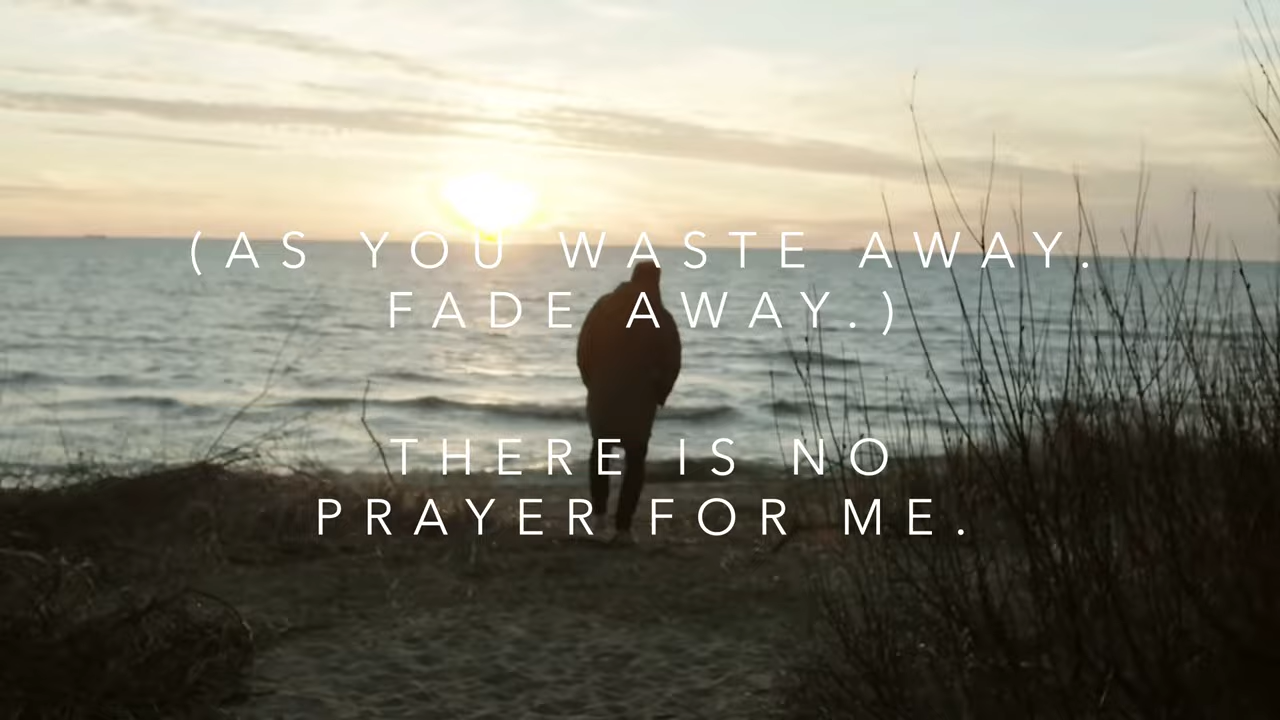 (AS YOU WASTE AWAY.
FADE AWAY.)
THERE IS NO
PRAYER FOR ME.